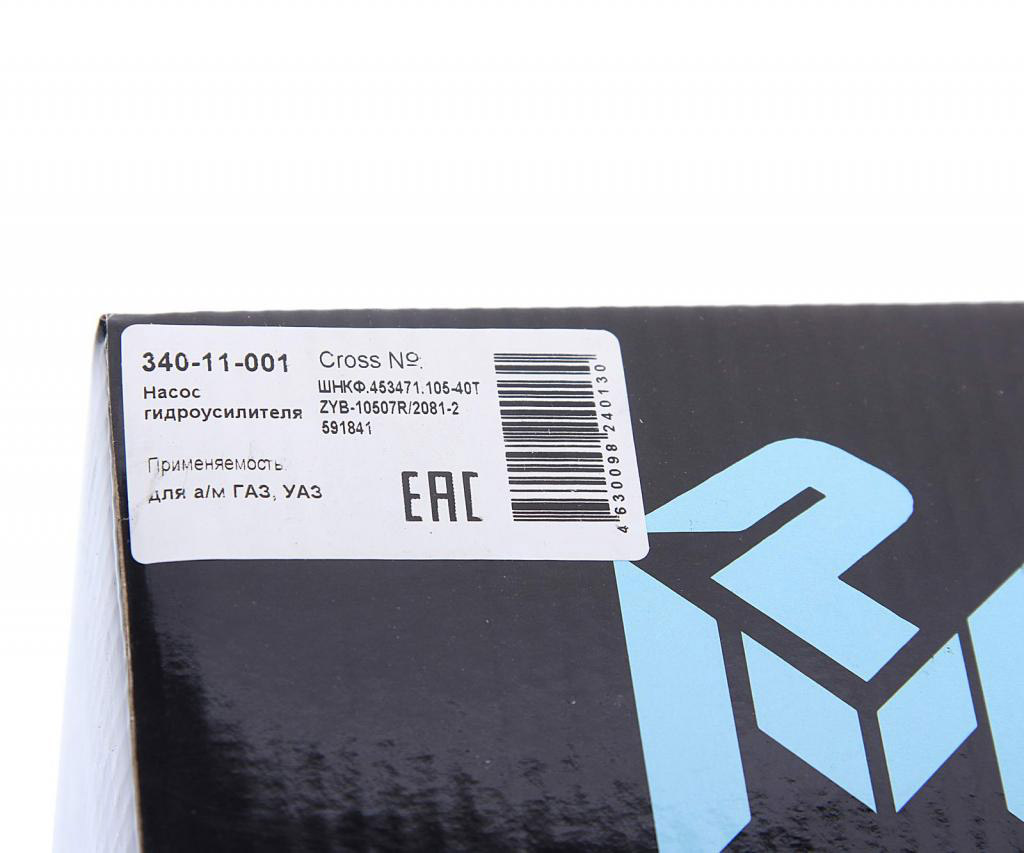 340-11-001
Насос
гидроусилителя
Применяемость:
для а/м ГАЗ, УАЗ
Cross №:
ШНКФ.453471.105-40Т
ZYB-10507R/2081-2
591841
EAC
4630098240130